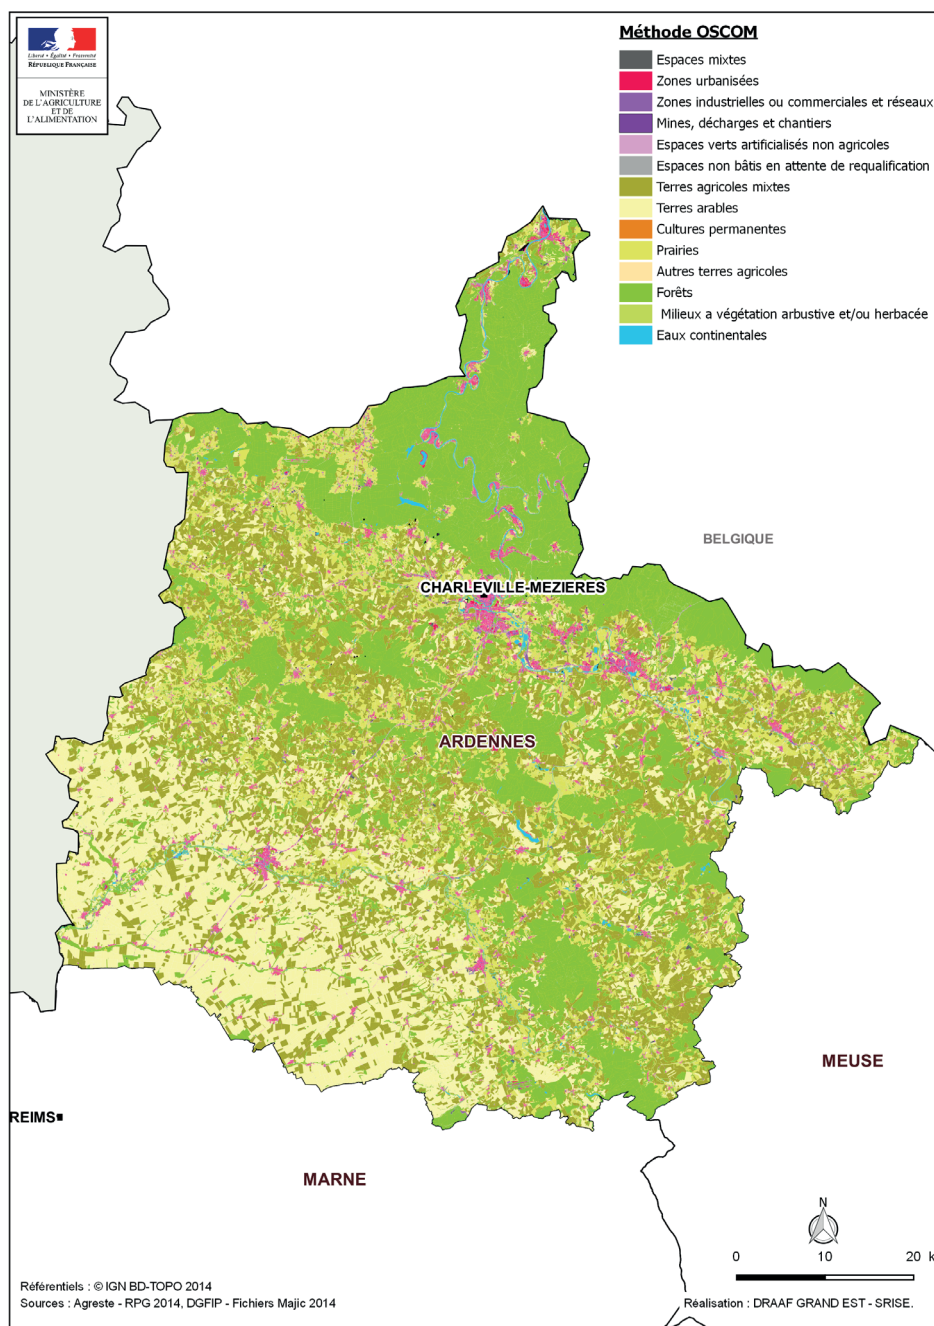 Liberté • Égalité • Fraternité
RÉPUBLIQUE FRANÇAISE
MINISTÈRE
DE L'AGRICULTURE
ET DE
L'ALIMENTATION
Méthode OSCOM
Espaces mixtes
Zones urbanisées
Zones industrielles ou commerciales et réseaux
Mines, décharges et chantiers
Espaces verts artificialisés non agricoles
Espaces non bâtis en attente de requalification
Terres agricoles mixtes
Terres arables
Cultures permanentes
Prairies
Autres terres agricoles
Forêts
Milieux a végétation arbustive et/ou herbacée
Eaux continentales
BELGIQUE
CHARLEVILLE-MEZIERES
ARDENNES
MEUSE
REIMS
MARNE
N
0 10 20 k
Référentiels : © IGN BD-TOPO 2014
Sources : Agreste - RPG 2014, DGFIP - Fichiers Majic 2014
Réalisation : DRAAF GRAND EST - SRISE.